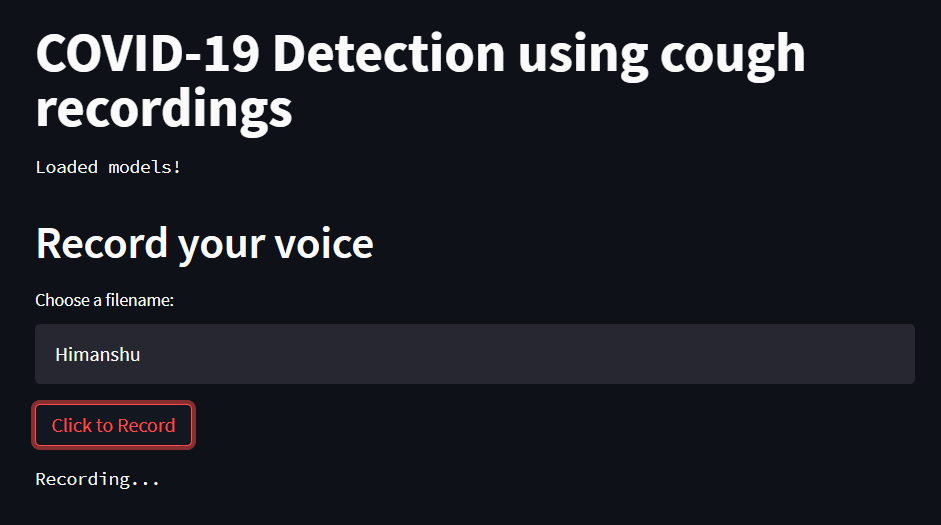 COVID-19 Detection using cough
recordings
Loaded models!
Record your voice
Choose a filename:
Himanshu
Click to Record
Recording...